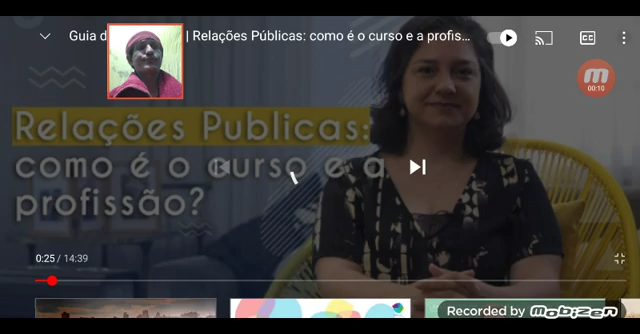 Guia d | Relações Públicas: como é o curso e a profis...
CC
00:10
Relações Publicas:
como é o curso e a
profissão?
0:25 / 14:39
Recorded by mobizen